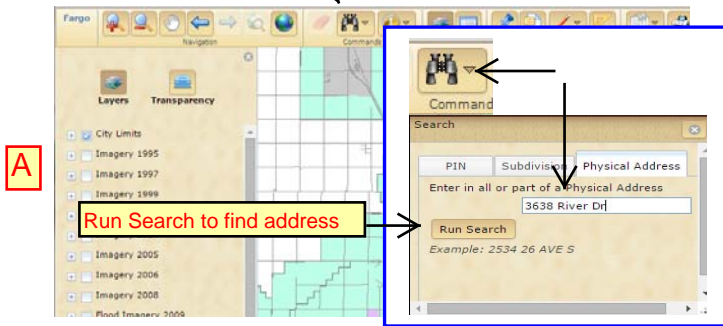 Fargo
Navigation
Commands
Layers
Transparency
City Limits
Imagery 1995
Imagery 1997
Imagery 1999
Imagery 2005
Imagery 2006
Imagery 2008
Flood Imagery 2009
A
Run Search to find address
Command
Search
PIN
Subdivision
Physical Address
Enter in all or part of a Physical Address
3638 River Dr
Run Search
Example: 2534 26 AVE S